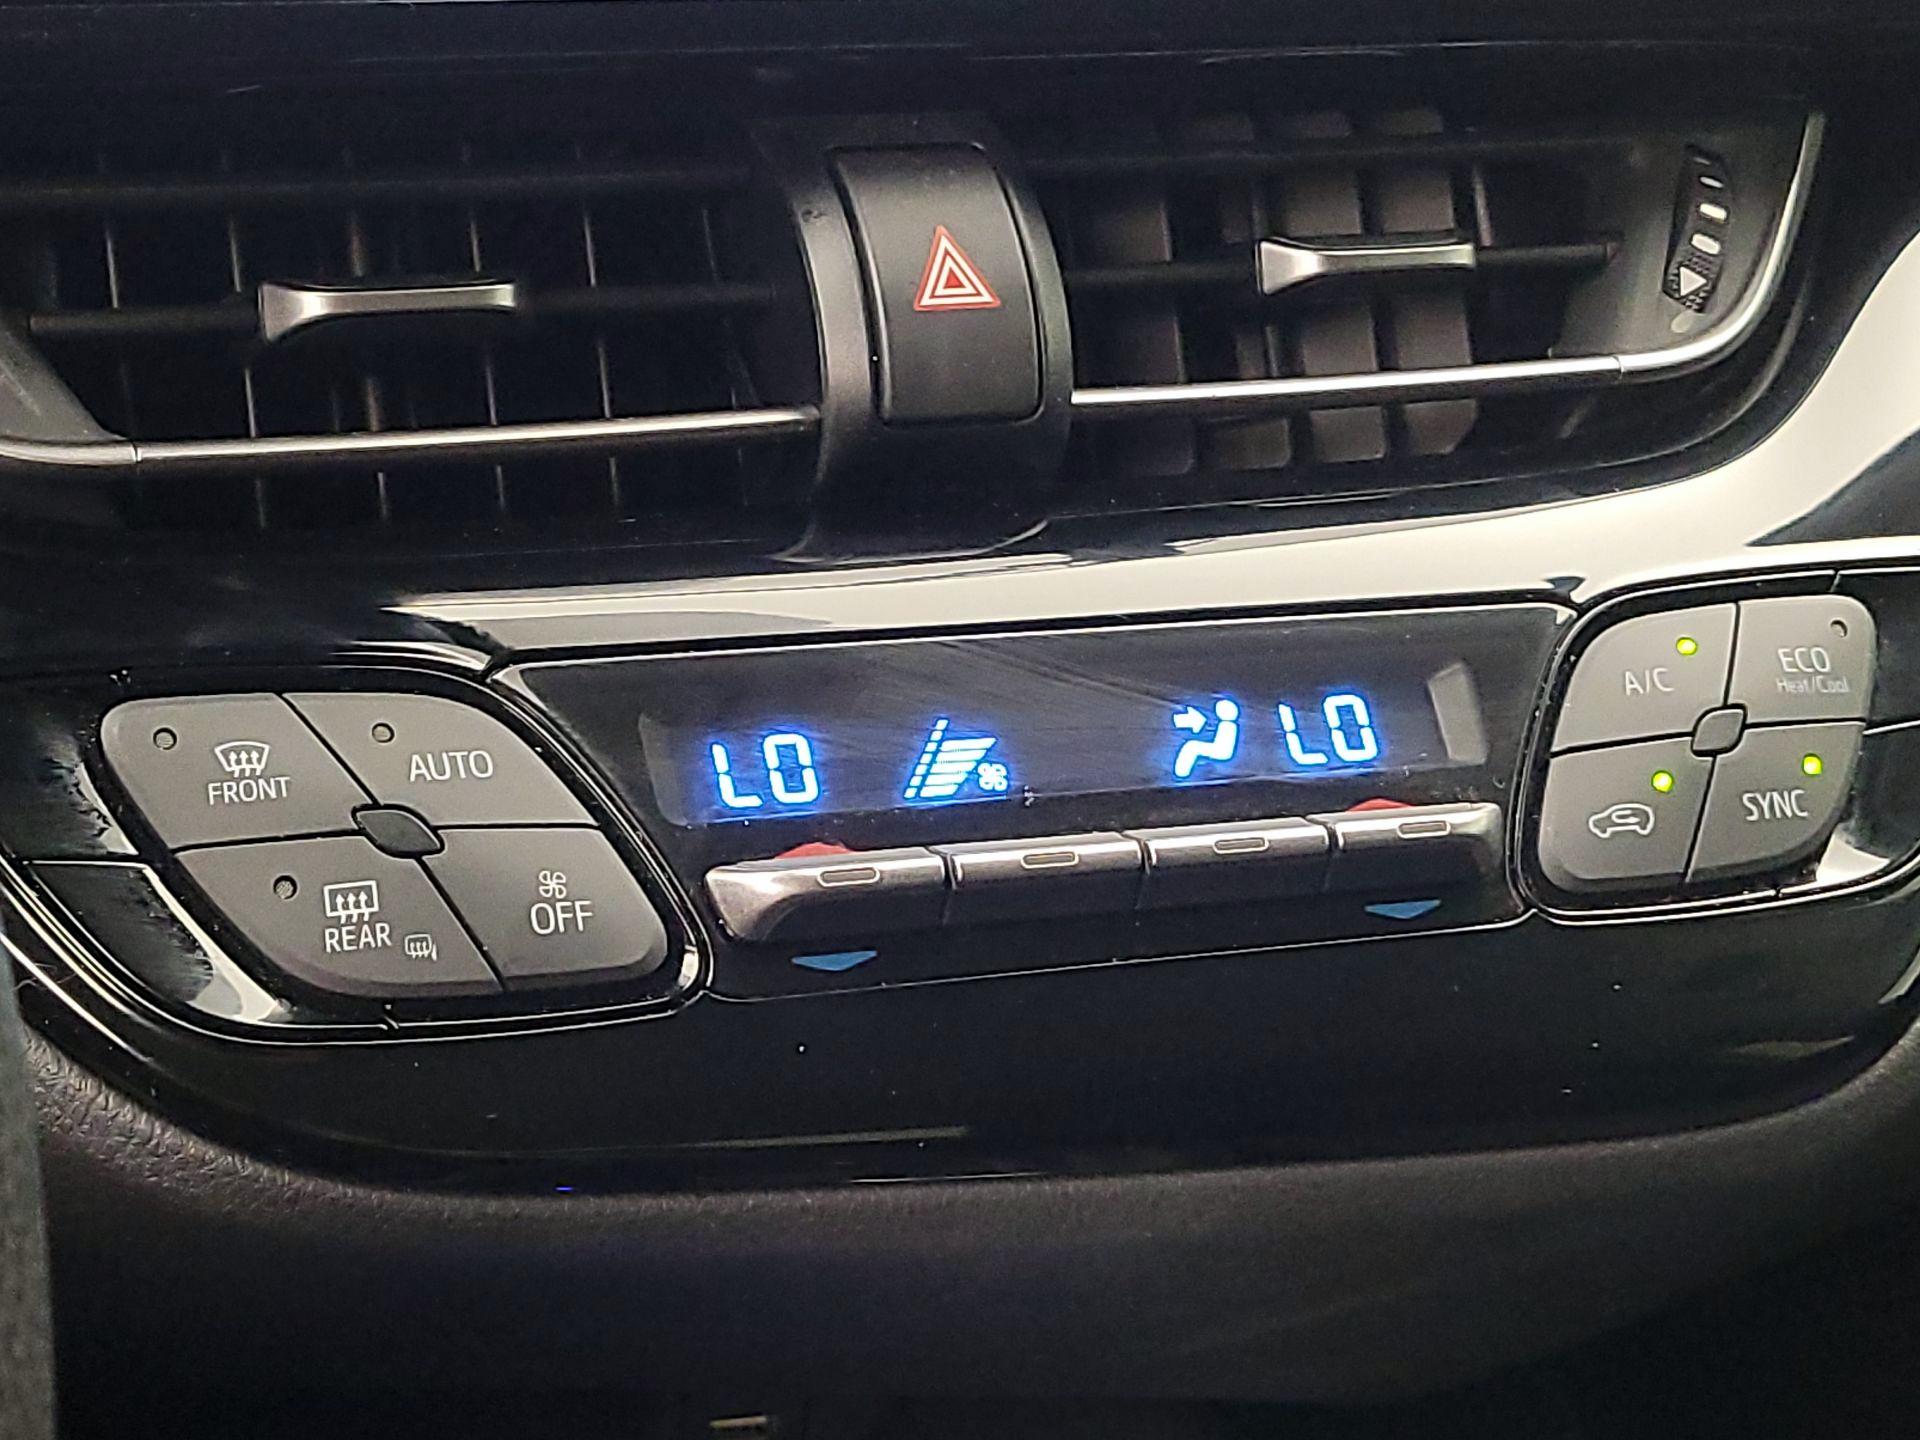 FRONT
AUTO
REAR
OFF
LO
LO
A/C
ECO
Heat/Cool
SYNC